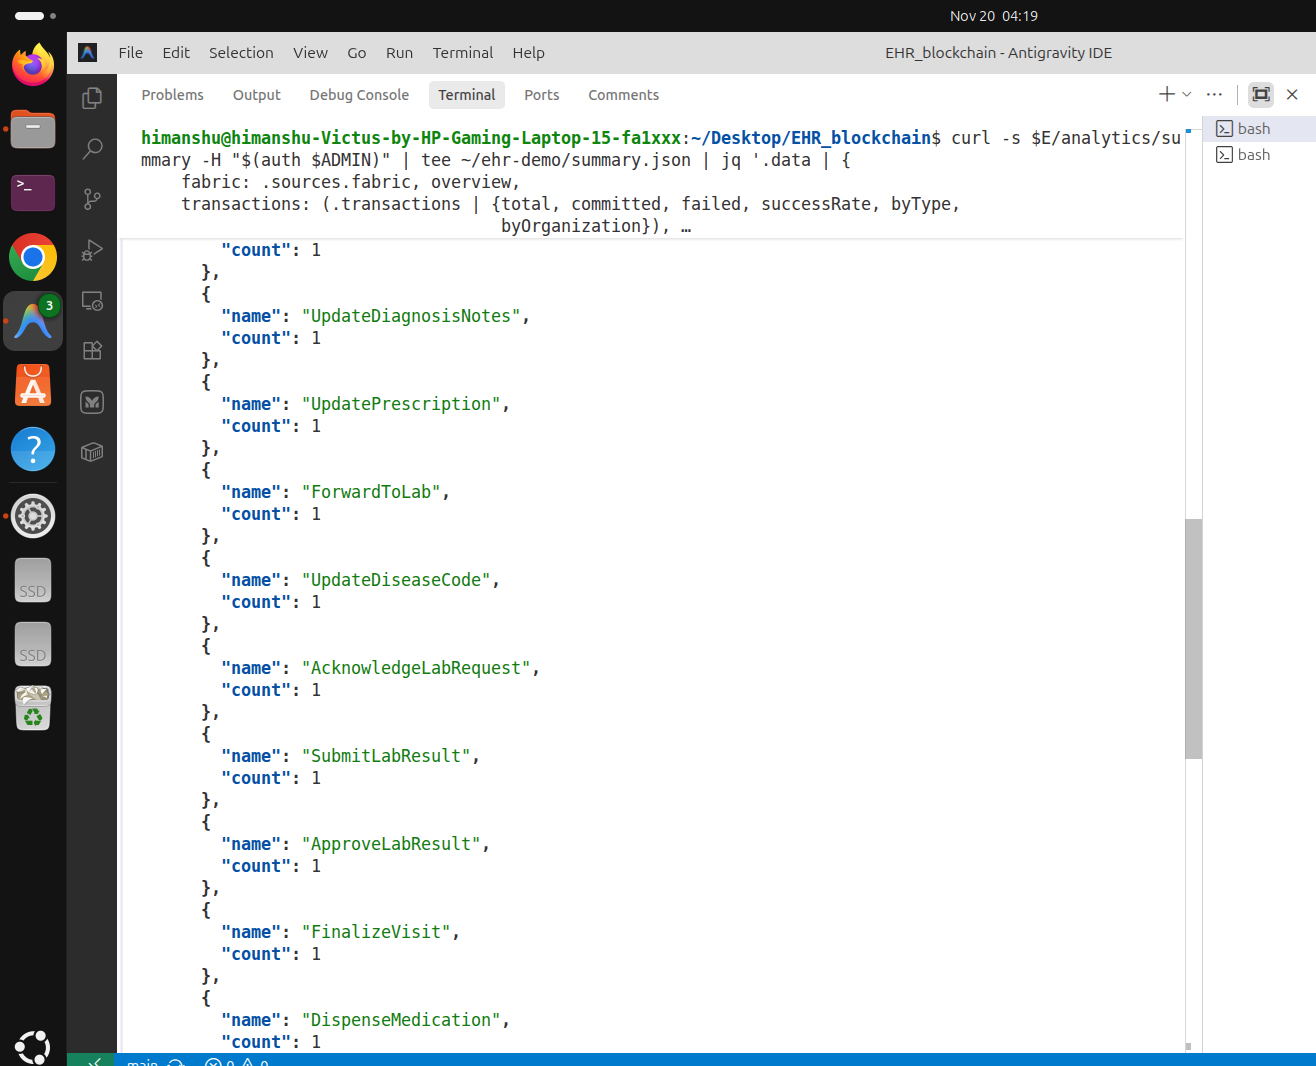 Nov 20 04:19
File Edit Selection View Go Run Terminal Help
EHR_blockchain - Antigravity IDE
Problems Output Debug Console Terminal Ports Comments
bash
bash
3
himanshu@himanshu-Victus-by-HP-Gaming-Laptop-15-fa1xxx:~/Desktop/EHR_blockchain$ curl -s $E/analytics/su
mmary -H "$(auth $ADMIN)" | tee ~/ehr-demo/summary.json | jq '.data | {
fabric: .sources.fabric, overview,
transactions: (.transactions | {total, committed, failed, successRate, byType,
byOrganization}), …
"count": 1
},
{
"name": "UpdateDiagnosisNotes",
"count": 1
},
{
"name": "UpdatePrescription",
"count": 1
},
{
"name": "ForwardToLab",
"count": 1
},
{
"name": "UpdateDiseaseCode",
"count": 1
},
{
"name": "AcknowledgeLabRequest",
"count": 1
},
{
"name": "SubmitLabResult",
"count": 1
},
{
"name": "ApproveLabResult",
"count": 1
},
{
"name": "FinalizeVisit",
"count": 1
},
{
"name": "DispenseMedication",
"count": 1
SSD
SSD
main 0 0